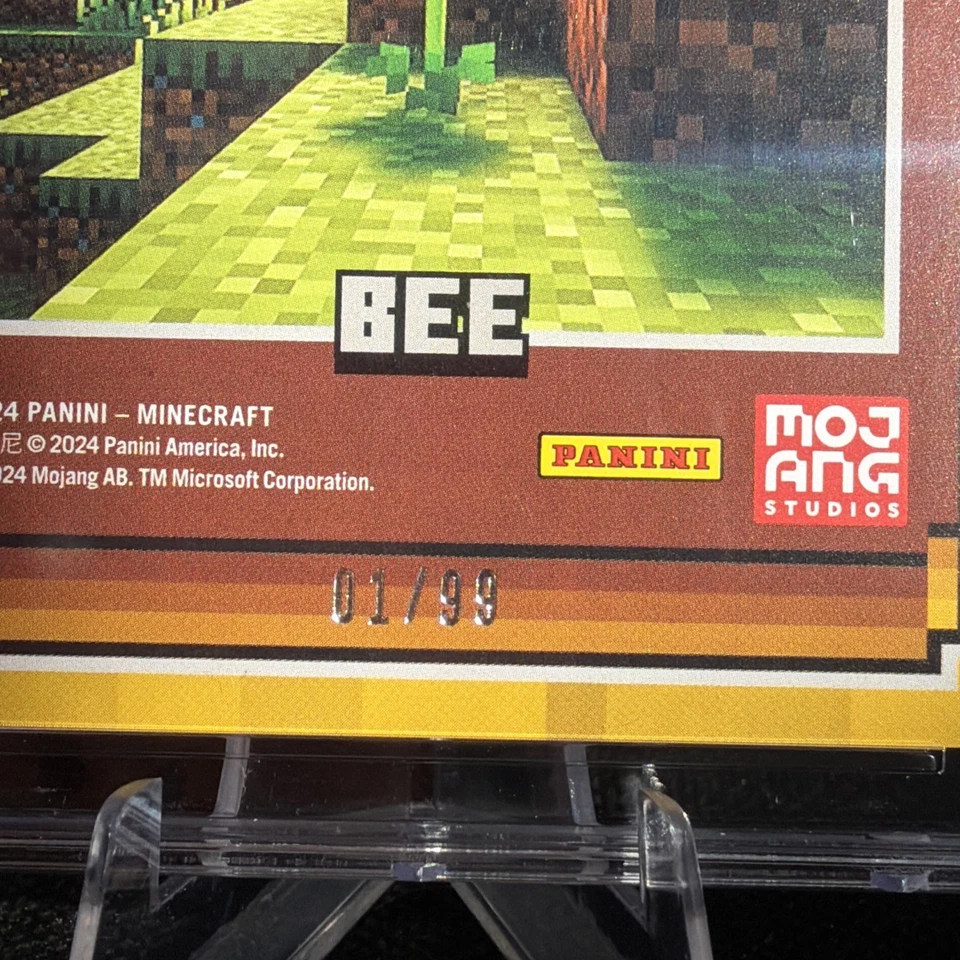 BEE
24 PANINI – MINECRAFT
尼 © 2024 Panini America, Inc.
024 Mojang AB. TM Microsoft Corporation.
PANINI
MOJ
ANG
STUDIOS
01/99